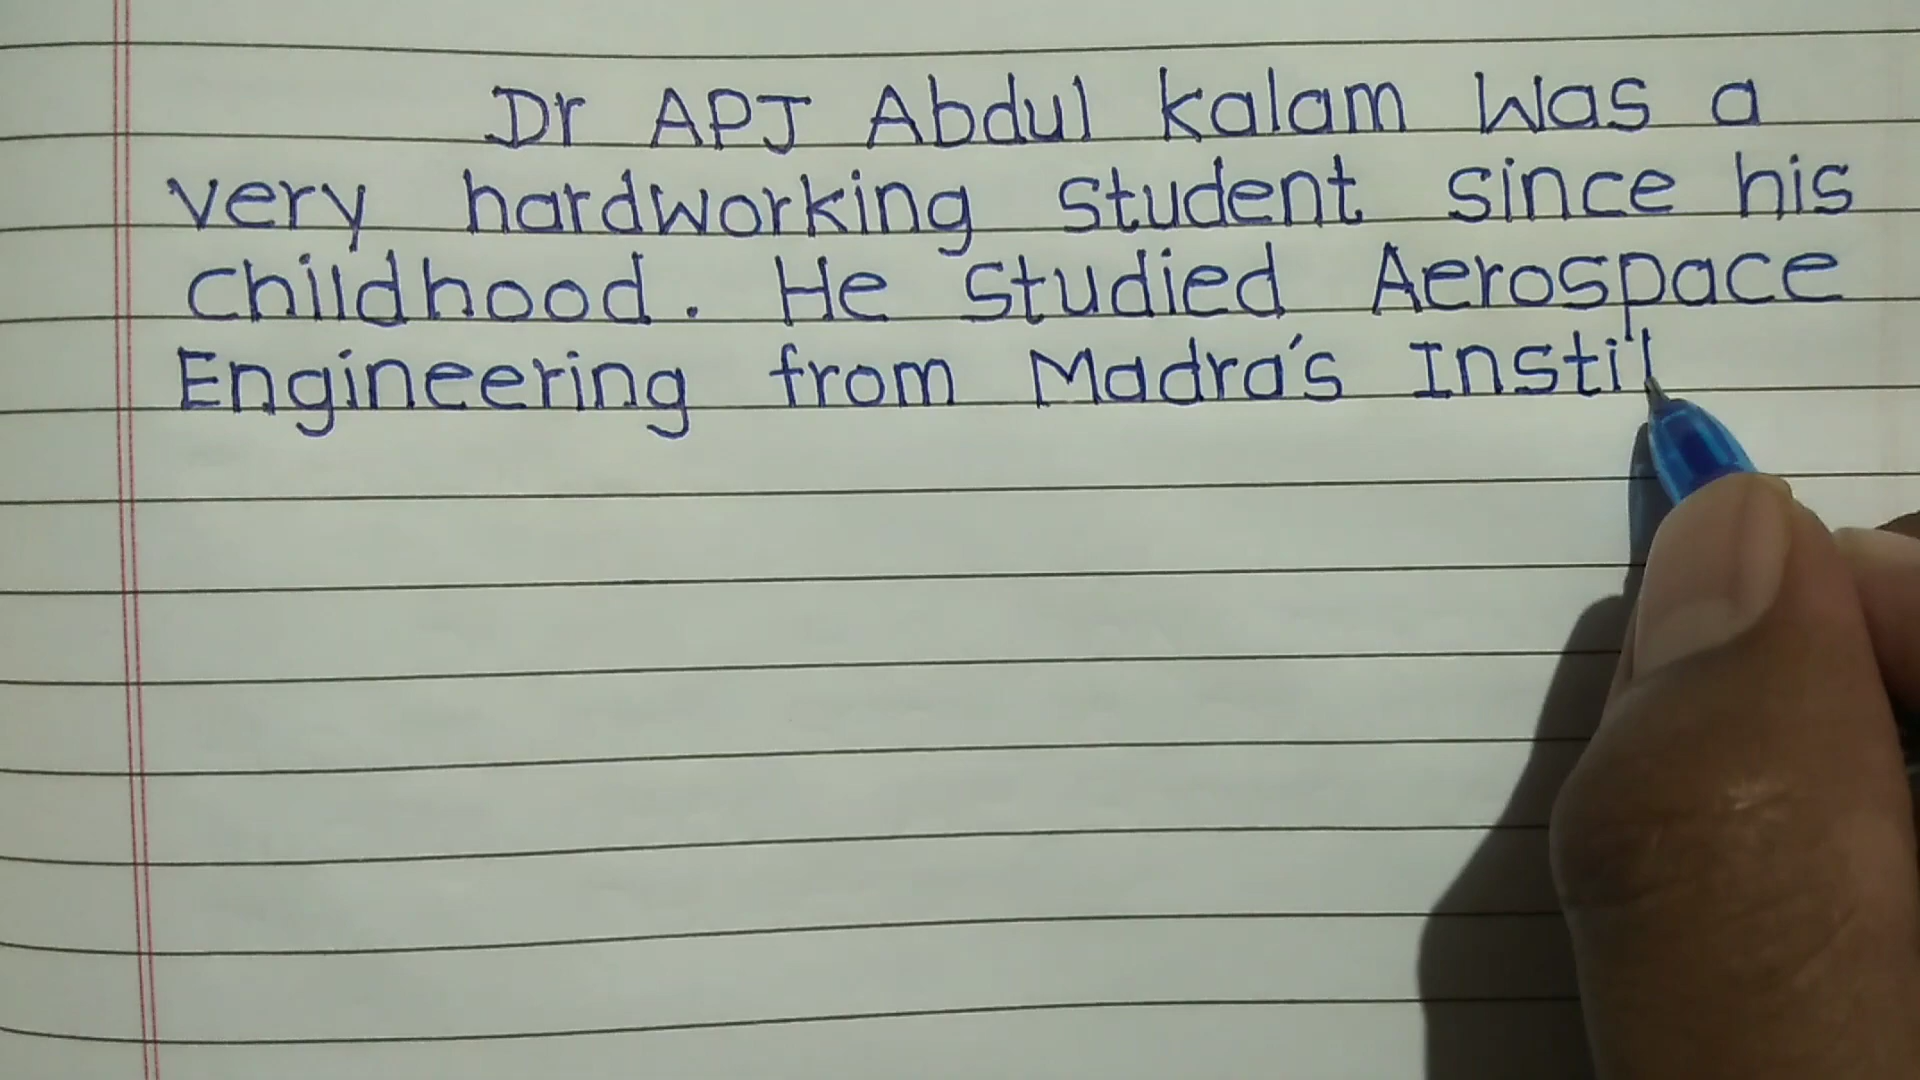 Dr APJ Abdul kalam was a
very hardworking student since his
childhood. He studied Aerospace
Engineering from Madra's Insti